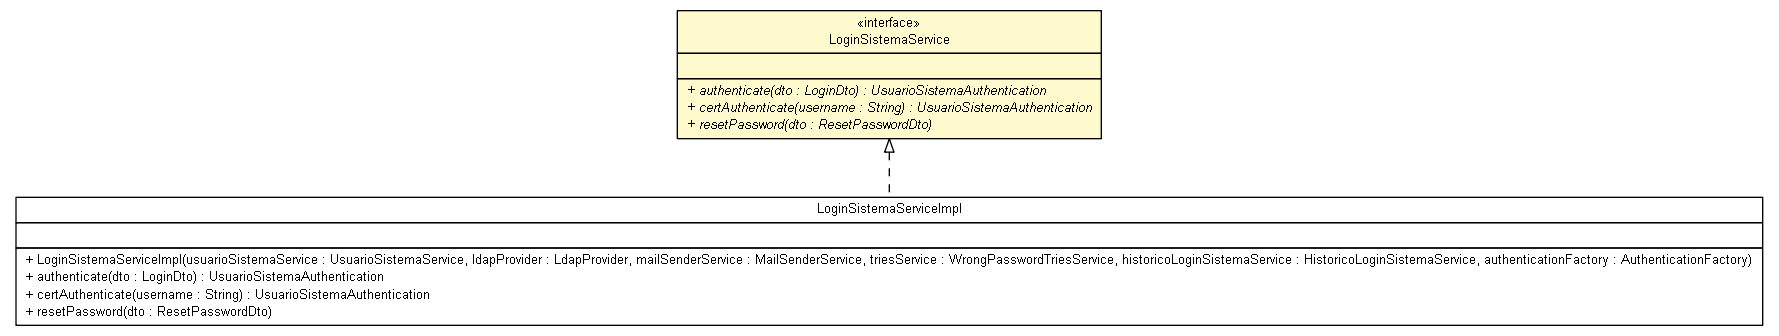 «interface»
LoginSistemaService
+ authenticate(dto : LoginDto) : UsuarioSistemaAuthentication
+ certAuthenticate(username : String) : UsuarioSistemaAuthentication
+ resetPassword(dto : ResetPasswordDto)
LoginSistemaServiceImpl
+ LoginSistemaServiceImpl(usuarioSistemaService : UsuarioSistemaService, ldapProvider : LdapProvider, mailSenderService : MailSenderService, triesService : WrongPasswordTriesService, historicoLoginSistemaService : HistoricoLoginSistemaService, authenticationFactory : AuthenticationFactory)
+ authenticate(dto : LoginDto) : UsuarioSistemaAuthentication
+ certAuthenticate(username : String) : UsuarioSistemaAuthentication
+ resetPassword(dto : ResetPasswordDto)